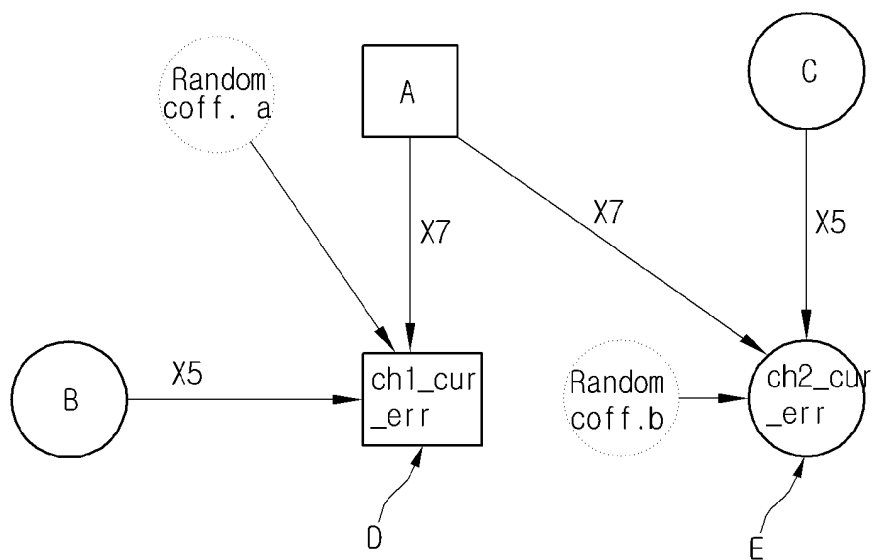 Random
coff. a
A
C
X7
X7
X5
X5
B
ch1_cur
_err
Random
coff.b
ch2_cur
_err
D
E